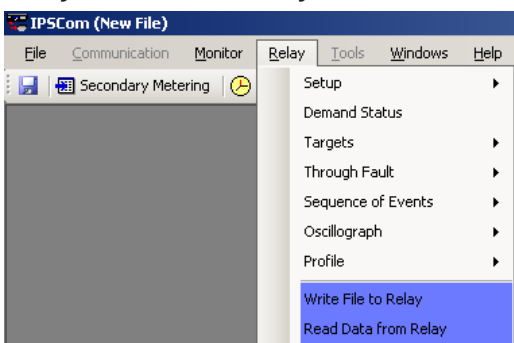 IPSCom (New File)
File Communication Monitor Relay Tools Windows Help
Secondary Metering
Setup
Demand Status
Targets
Through Fault
Sequence of Events
Oscillograph
Profile
Write File to Relay
Read Data from Relay